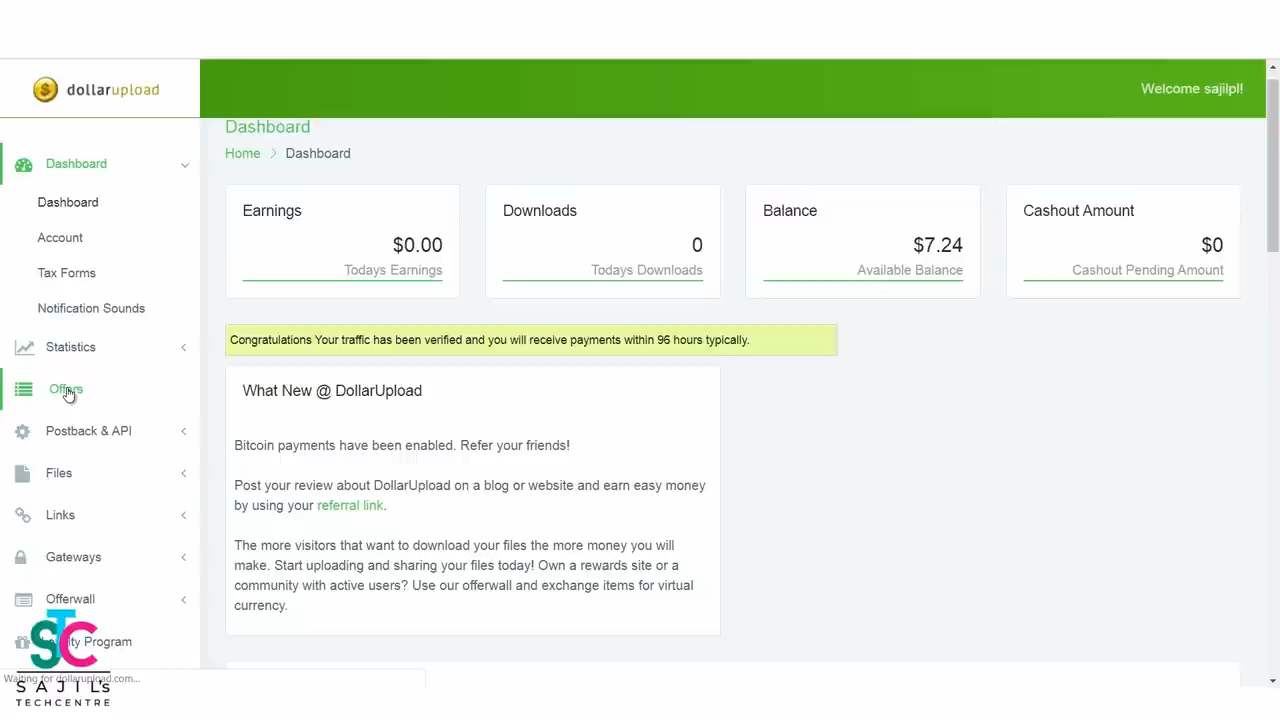 dollarupload
Welcome sajilpl!
Dashboard
Dashboard
Account
Tax Forms
Notification Sounds
Statistics
Offers
Postback & API
Files
Links
Gateways
Offerwall
Program
Waiting for dollarupload.com...
STC
SAJIL's
TECHCENTRE
Dashboard
Home > Dashboard
Earnings
$0.00
Todays Earnings
Downloads
0
Todays Downloads
Balance
$7.24
Available Balance
Cashout Amount
$0
Cashout Pending Amount
Congratulations Your traffic has been verified and you will receive payments within 96 hours typically.
What New @ DollarUpload
Bitcoin payments have been enabled. Refer your friends!
Post your review about DollarUpload on a blog or website and earn easy money
by using your referral link.
The more visitors that want to download your files the more money you will
make. Start uploading and sharing your files today! Own a rewards site or a
community with active users? Use our offerwall and exchange items for virtual
currency.